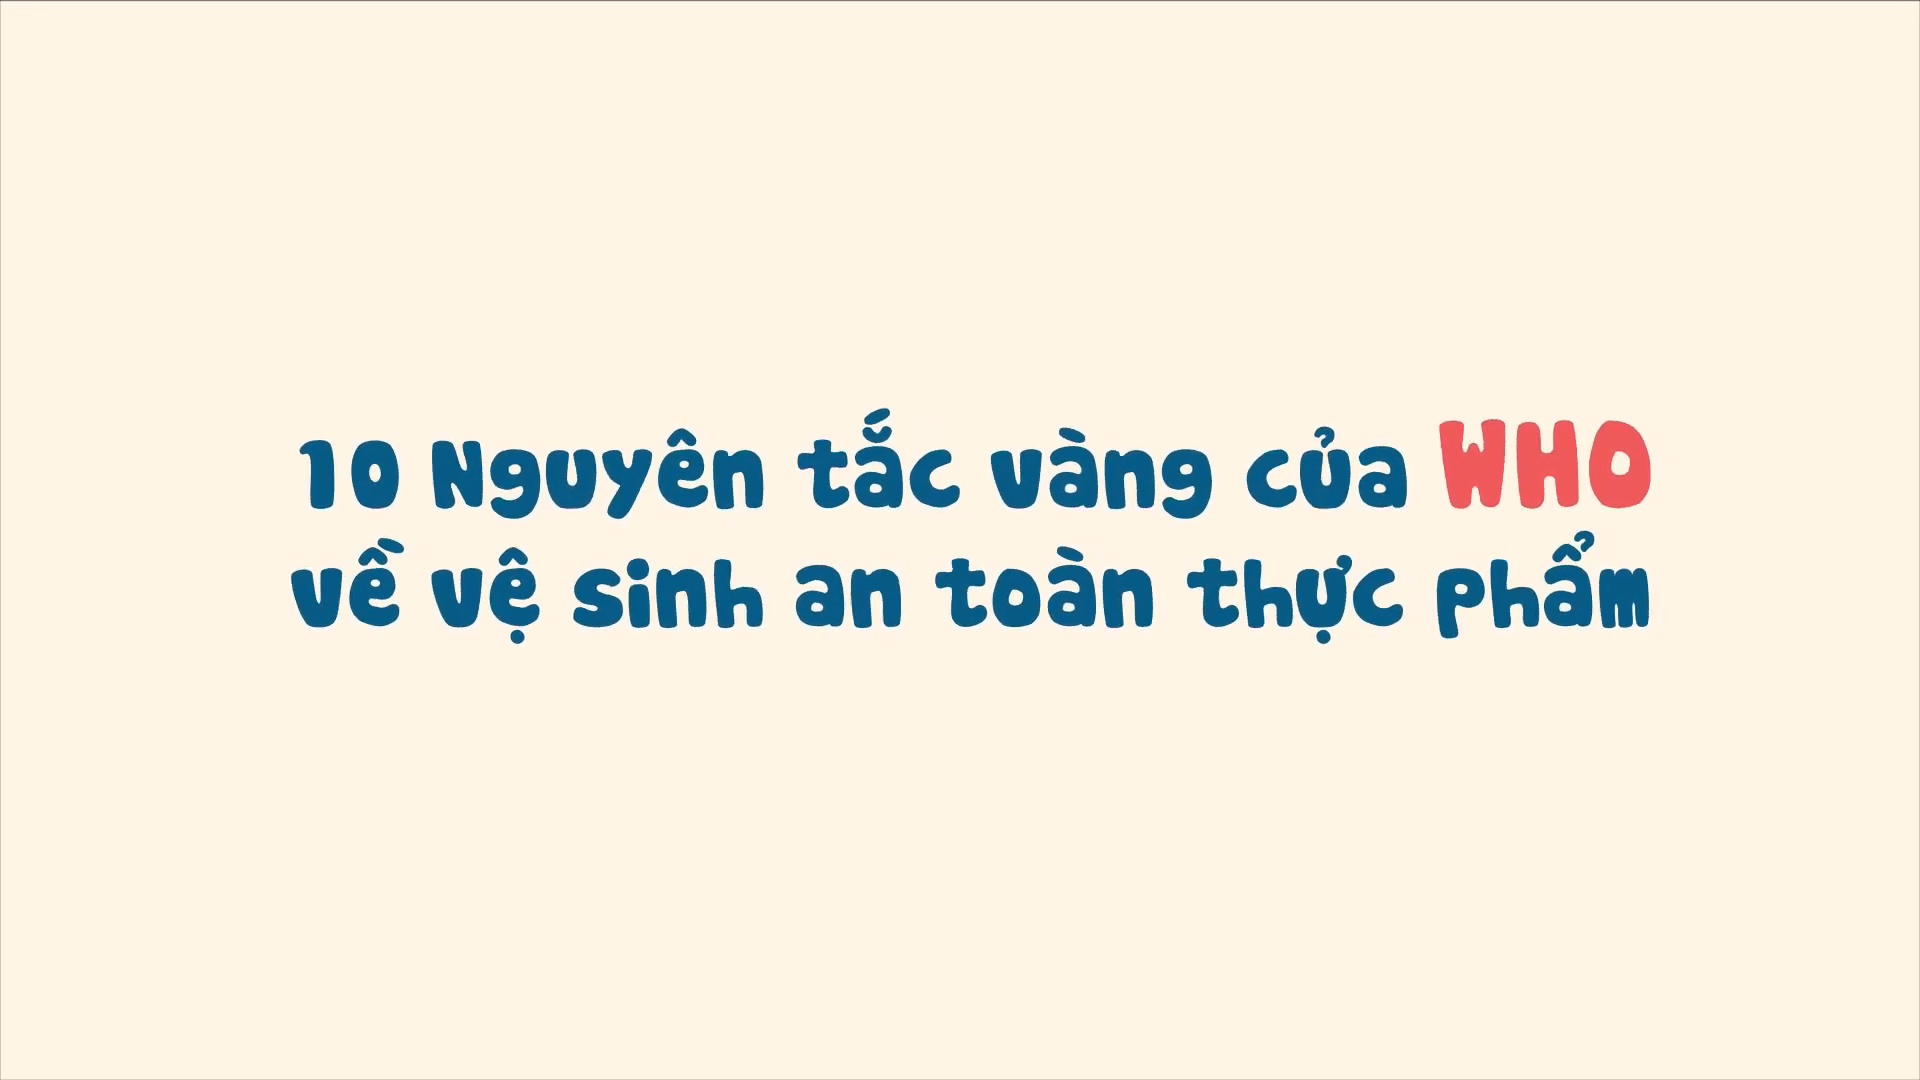 10 Nguyên tắc vàng của WHO
về vệ sinh an toàn thực phẩm